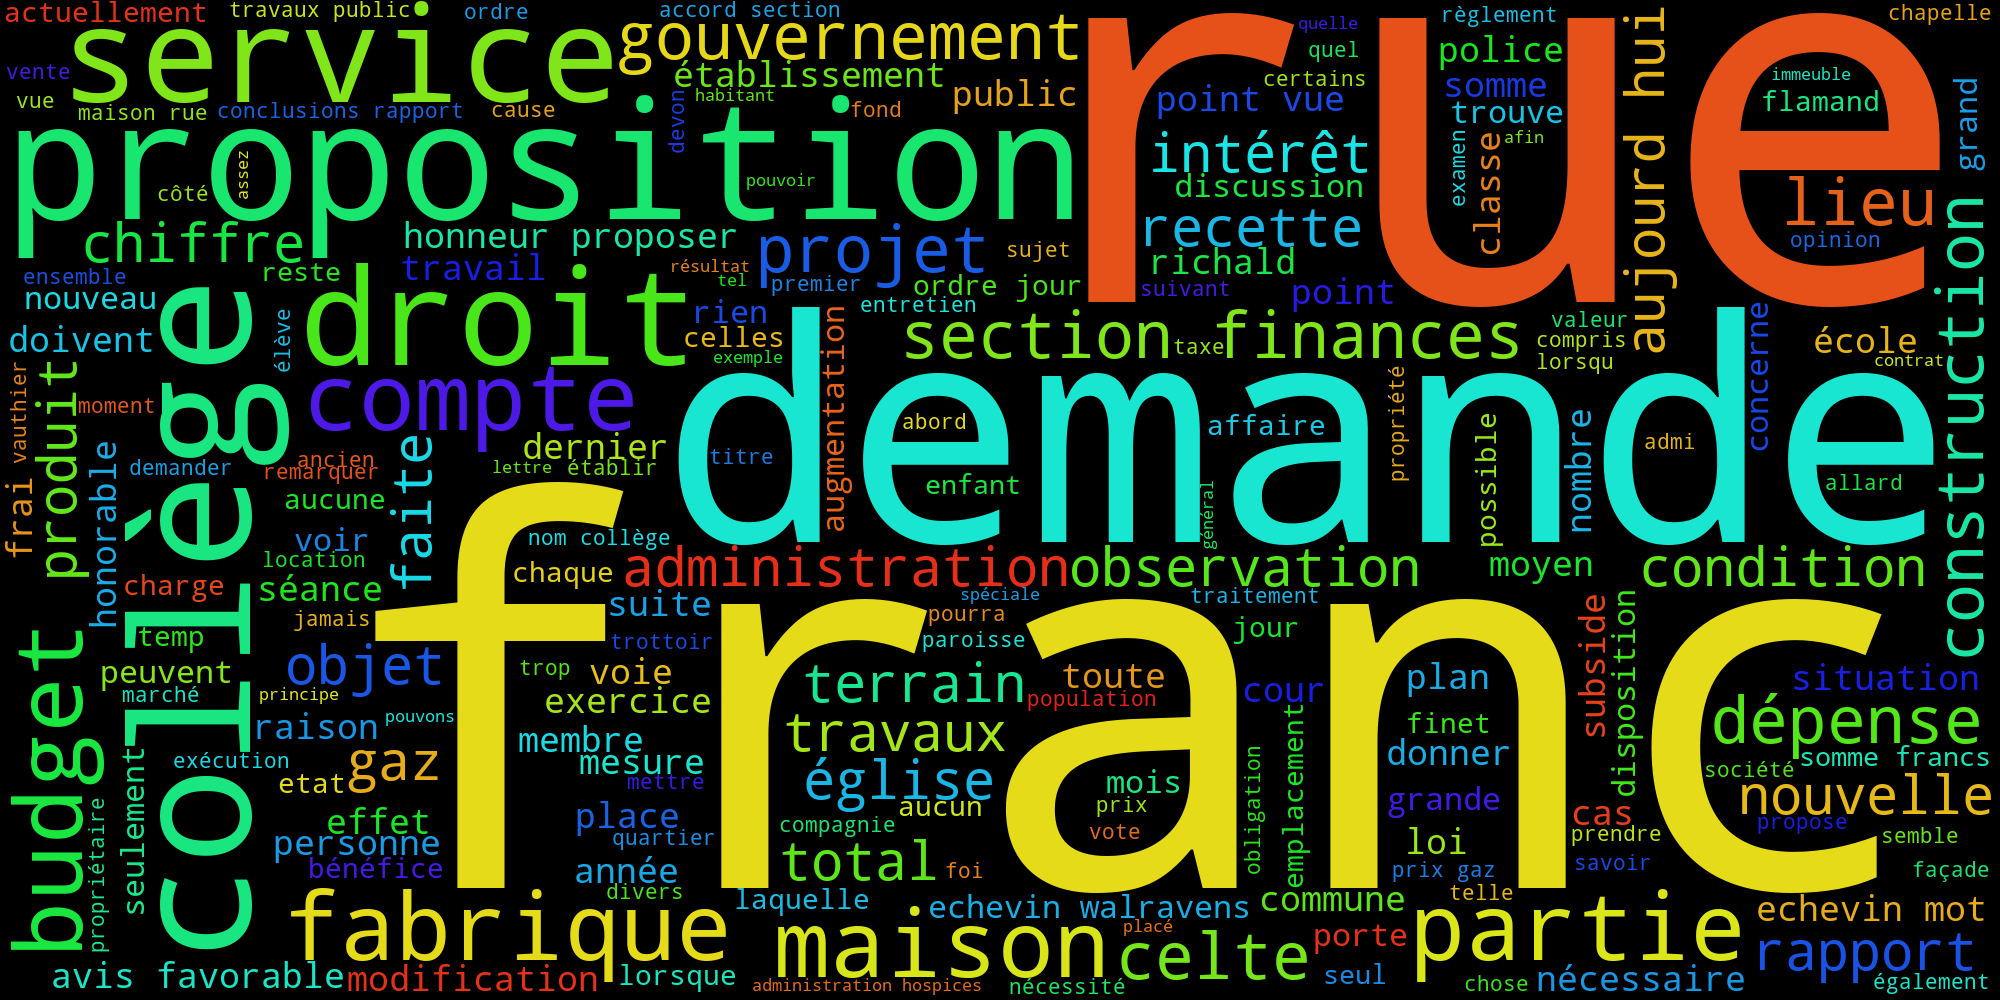 actuellement
travaux public
ordre
accord section
quelle
règlement
chapelle
service
gouvernement
rue
quel
police
aujourd hui
vente
établissement
certains
somme
immeuble
vue
maison rue
conclusions rapport
cause
habitant
public
point vue
trouve
flamand
grand
proposition
devon
fond
intérêt
examen
classe
afin
assez
côté
pouvoir
discussion
lieu
chiffre
honneur proposer
projet
sujet
recette
opinion
construction
ensemble
reste
travail
résultat
tel
premier
ordre jour
richald
suivant
point
nouveau
collège
élève
droit
rien
entretien
valeur
doivent
celles
exemple
augmentation
section
taxe
finances
compris
lorsqu
concerne
école
contrat
vauthier
produit
moment
compte
demande
propriété
abord
affaire
possible
nombre
admi
honorable
demander
ancien
remarquer
faite
dernier
lettre
établir
titre
enfant
général
allard
frai
aucune
voir
nom collège
location
charge
séance
chaque
administration
observation
moyen
condition
budget
temp
jamais
suite
spéciale
pourra
traitement
franc
trottoir
paroisse
jour
subside
disposition
peuvent
marché
principe
objet
trop
voie
exercice
terrain
toute
population
cour
plan
situation
raison
pouvons
membre
travaux
finet
dépense
seulement
exécution
etat
gaz
mesure
mettre
église
obligation
emplacement
donner
somme francs
société
propriétaire
effet
place
aucun
mois
prix
grande
cas
nouvelle
personne
quartier
compagnie
vote
loi
prendre
propose
semble
bénéfice
année
divers
total
foi
prix gaz
savoir
façade
fabrique
laquelle
echevin walravens
commune
telle
partie
echevin mot
maison
placé
celte
porte
rapport
avis favorable
modification
lorsque
administration hospices
nécessité
seul
chose
nécessaire
également